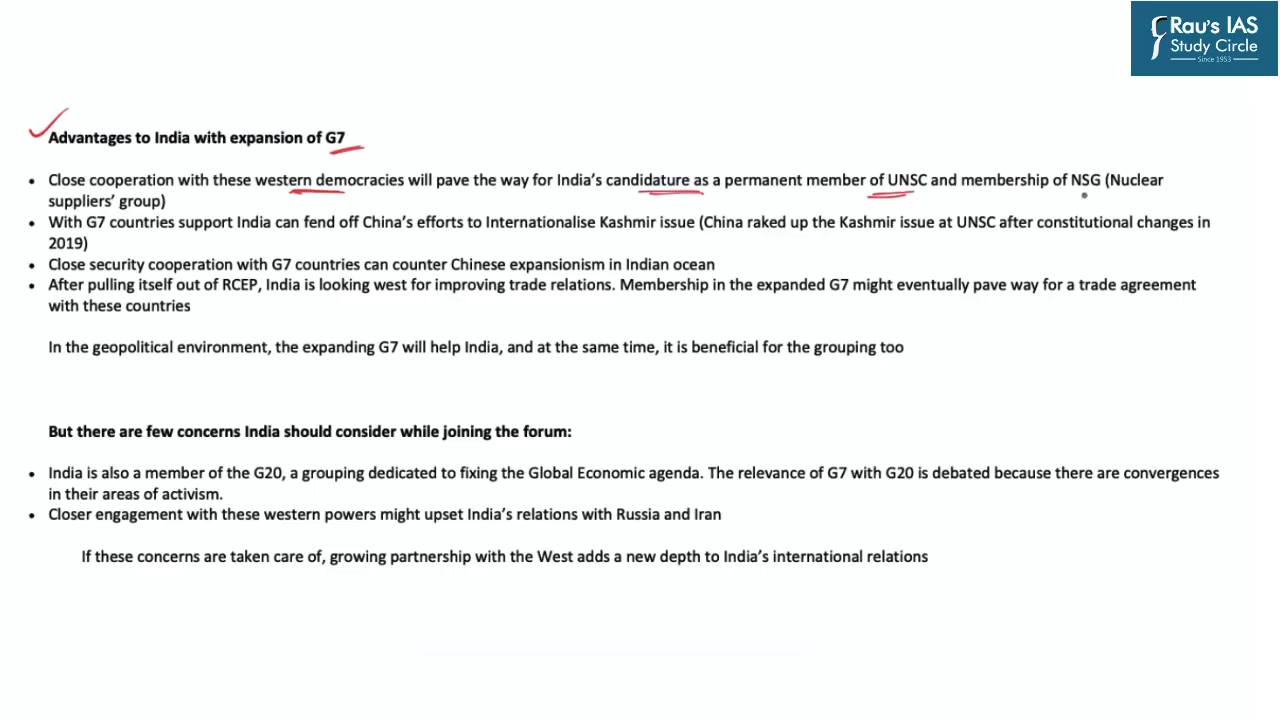 Rau's IAS
Study Circle
Since 1953
Advantages to India with expansion of G7
• Close cooperation with these western democracies will pave the way for India's candidature as a permanent member of UNSC and membership of NSG (Nuclear
suppliers' group)
• With G7 countries support India can fend off China's efforts to Internationalise Kashmir issue (China raked up the Kashmir issue at UNSC after constitutional changes in
2019)
• Close security cooperation with G7 countries can counter Chinese expansionism in Indian ocean
• After pulling itself out of RCEP, India is looking west for improving trade relations. Membership in the expanded G7 might eventually pave way for a trade agreement
with these countries
In the geopolitical environment, the expanding G7 will help India, and at the same time, it is beneficial for the grouping too
But there are few concerns India should consider while joining the forum:
• India is also a member of the G20, a grouping dedicated to fixing the Global Economic agenda. The relevance of G7 with G20 is debated because there are convergences
in their areas of activism.
• Closer engagement with these western powers might upset India's relations with Russia and Iran
If these concerns are taken care of, growing partnership with the West adds a new depth to India's international relations